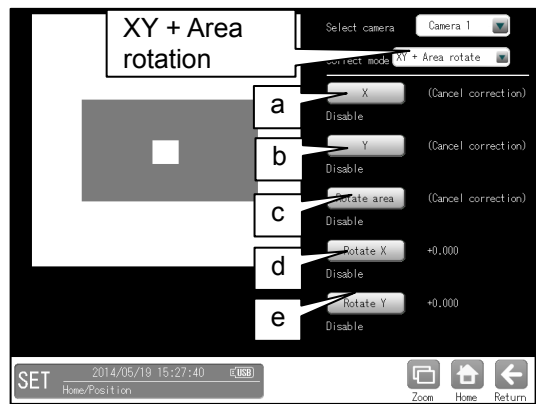 XY + Area
rotation
Select camera
Camera 1
Correct mode
XY + Area rotate
a
X
(Cancel correction)
Disable
b
Y
(Cancel correction)
Disable
c
Rotate area
(Cancel correction)
Disable
d
Rotate X
+0.000
Disable
e
Rotate Y
+0.000
Disable
SET
2014/05/19 15:27:40
USB
Home/Position
Zoom
Home
Return